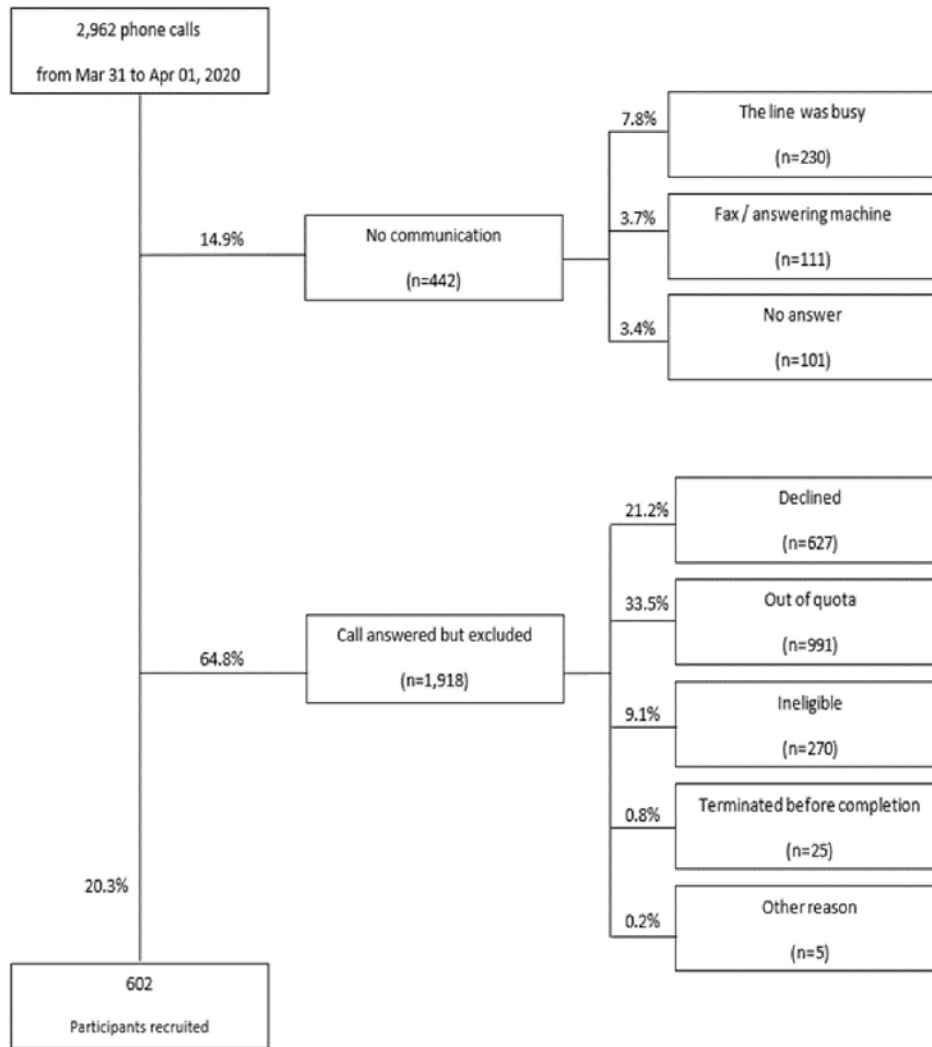 2,962 phone calls
from Mar 31 to Apr 01, 2020
14.9%
No communication
(n=442)
7.8%
The line was busy
(n=230)
3.7%
Fax / answering machine
(n=111)
3.4%
No answer
(n=101)
64.8%
Call answered but excluded
(n=1,918)
21.2%
Declined
(n=627)
33.5%
Out of quota
(n=991)
9.1%
Ineligible
(n=270)
0.8%
Terminated before completion
(n=25)
0.2%
Other reason
(n=5)
20.3%
602
Participants recruited